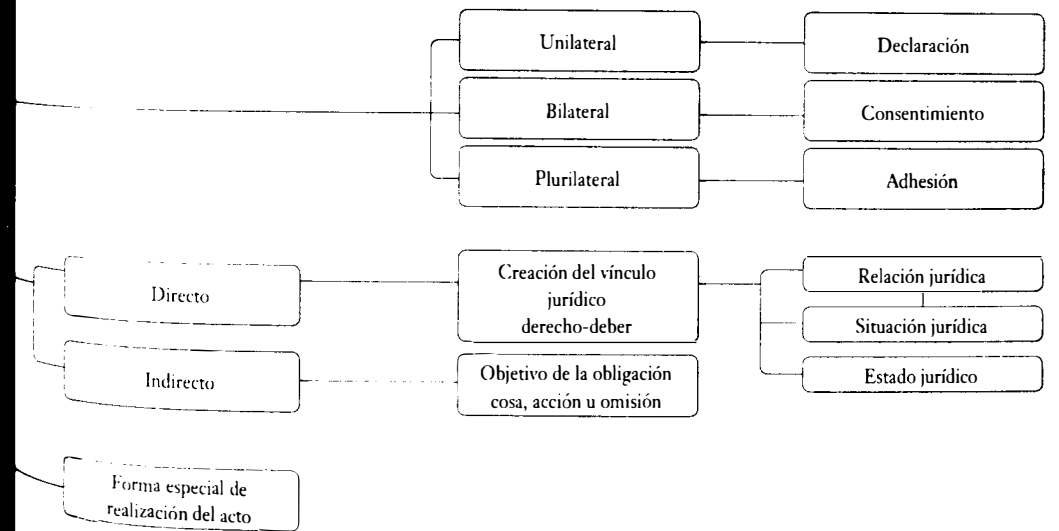 Unilateral
Declaración
Bilateral
Consentimiento
Plurilateral
Adhesión
Directo
Creación del vínculo
jurídico
derecho-deber
Relación jurídica
Situación jurídica
Estado jurídico
Indirecto
Objetivo de la obligación
cosa, acción u omisión
Forma especial de
realización del acto